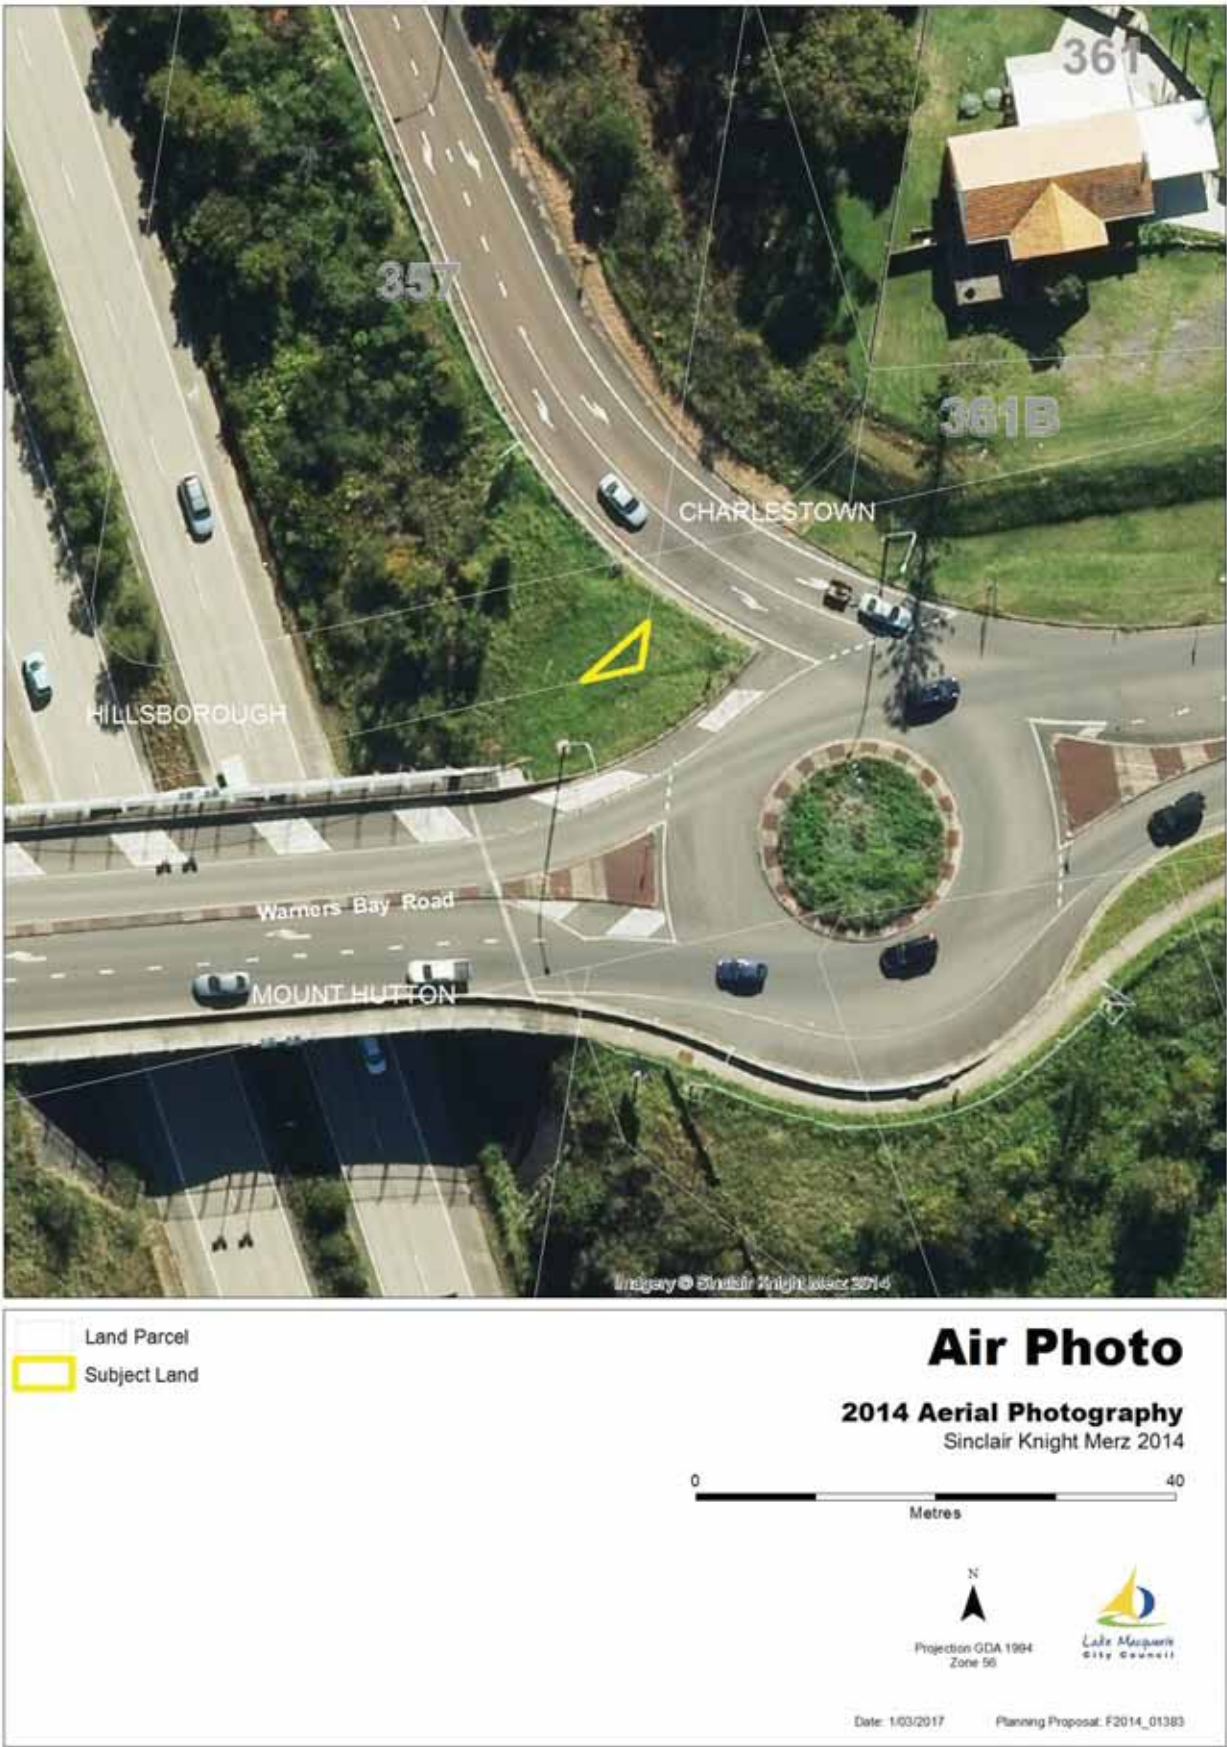 361
357
361B
CHARLESTOWN
HILLSBOROUGH
Warners Bay Road
MOUNT HUTTON
Imagery © Sinclair Knight Merz 2014
Land Parcel
Subject Land
Air Photo
2014 Aerial Photography
Sinclair Knight Merz 2014
0 40
Metres
N
Projection GDA 1994
Zone 56
Lake Macquarie
City Council
Date: 1/03/2017 Planning Proposal: F2014_01383